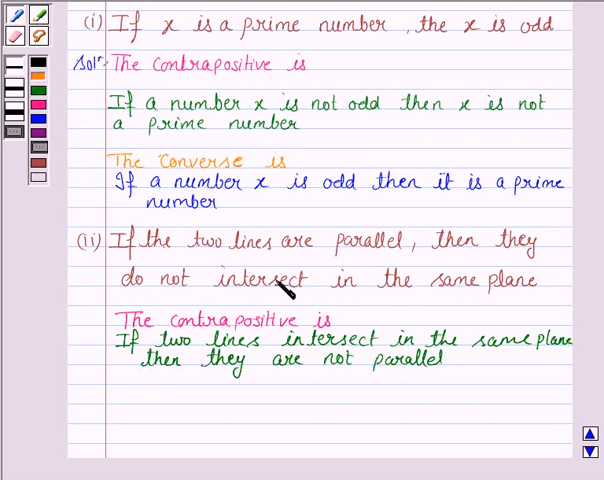 (i) If x is a prime number, the x is odd
Solⁿ: The contrapositive is
If a number x is not odd then x is not
a prime number
The converse is
If a number x is odd then it is a prime
number
(ii) If the two lines are parallel, then they
do not intersect in the same plane
The contrapositive is
If two lines intersect in the same plane
then they are not parallel